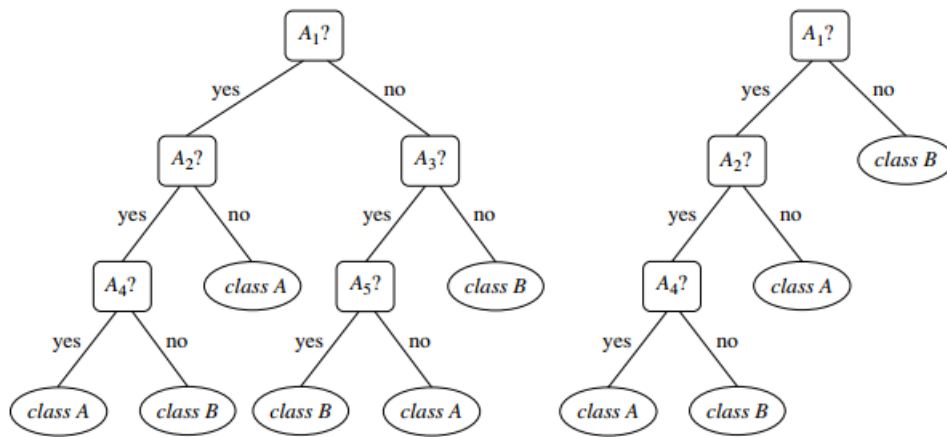 A1? A1?
yes no yes no
A2? A3? A2? class B
yes no yes no yes no
A4? class A A5? class B A4? class A
yes no yes no yes no
class A class B class B class A class A class B